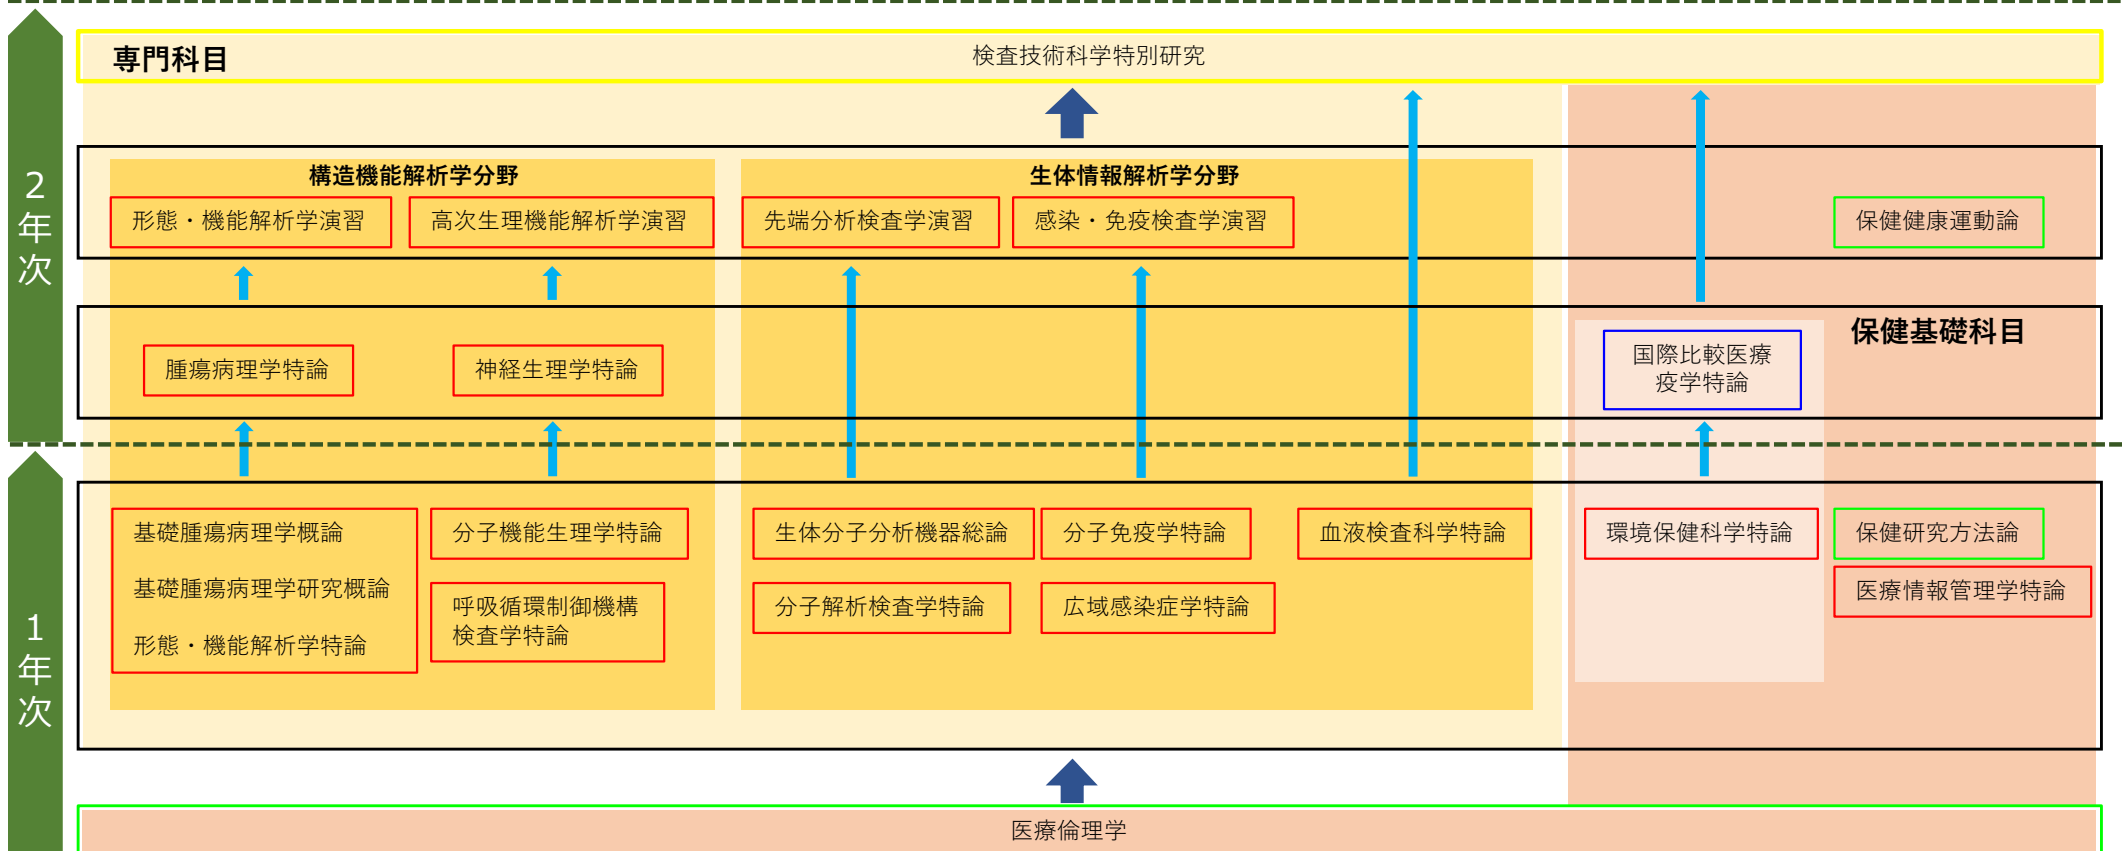 専門科目
検査技術科学特別研究
2年次
構造機能解析学分野
生体情報解析学分野
形態・機能解析学演習
高次生理機能解析学演習
先端分析検査学演習
感染・免疫検査学演習
保健健康運動論
保健基礎科目
腫瘍病理学特論
神経生理学特論
国際比較医療
疫学特論
1年次
基礎腫瘍病理学概論
基礎腫瘍病理学研究概論
形態・機能解析学特論
分子機能生理学特論
呼吸循環制御機構
検査学特論
生体分子分析機器総論
分子解析検査学特論
分子免疫学特論
広域感染症学特論
血液検査科学特論
環境保健科学特論
保健研究方法論
医療情報管理学特論
医療倫理学